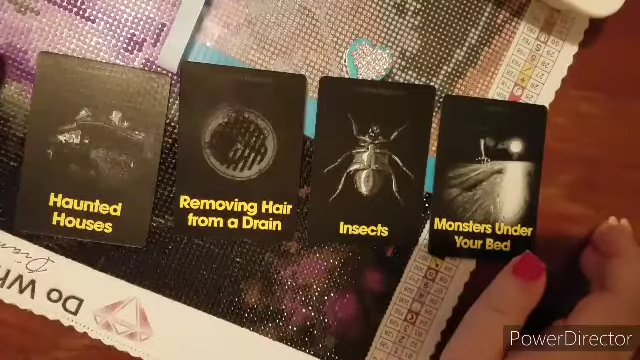 Haunted
Houses
Removing Hair
from a Drain
Insects
Monsters Under
Your Bed
Do Wh
PowerDirector